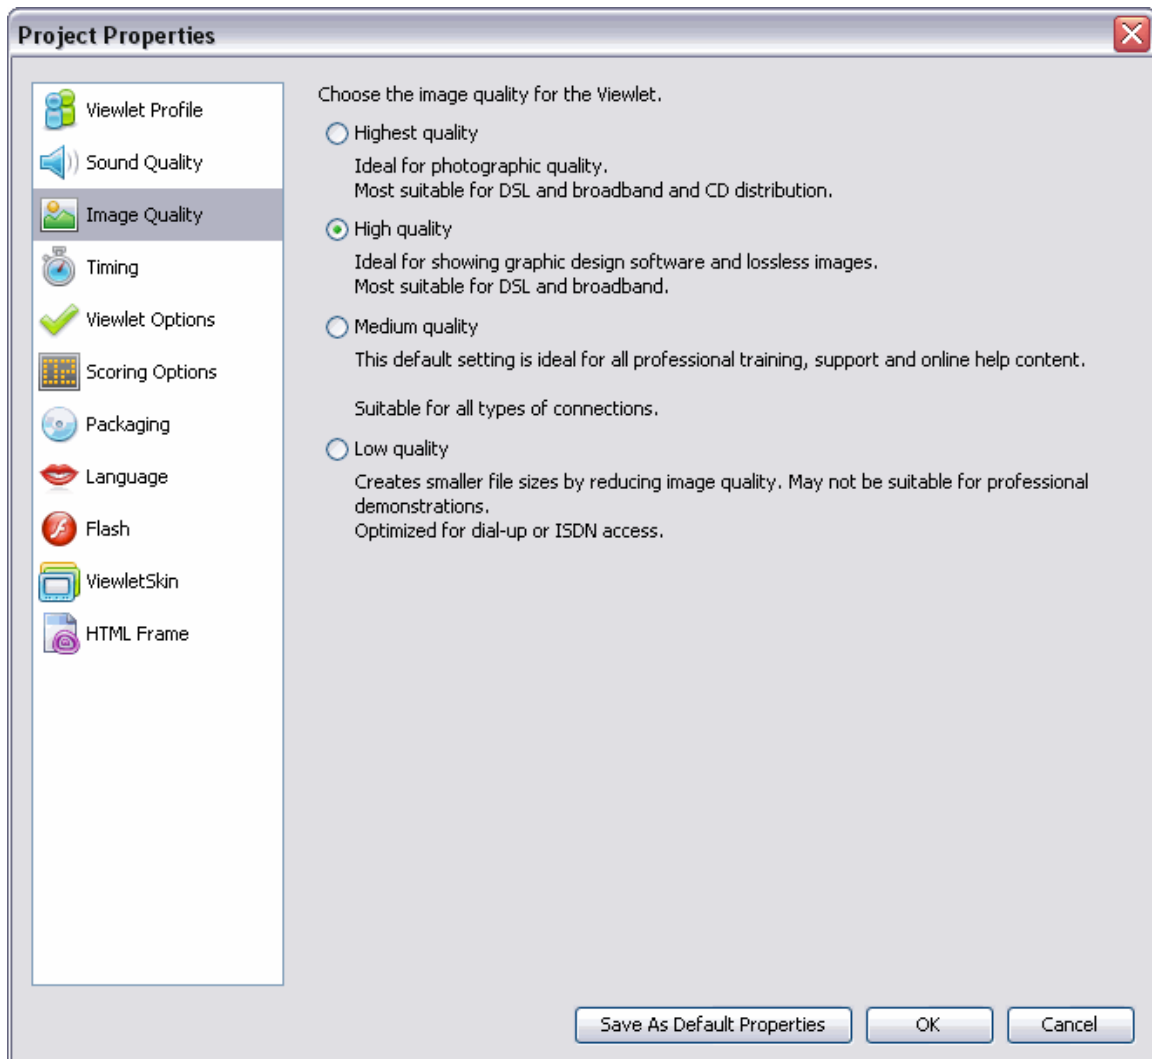 Project Properties
Viewlet Profile
Sound Quality
Image Quality
Timing
Viewlet Options
Scoring Options
Packaging
Language
Flash
ViewletSkin
HTML Frame
Choose the image quality for the Viewlet.
Highest quality
Ideal for photographic quality.
Most suitable for DSL and broadband and CD distribution.
High quality
Ideal for showing graphic design software and lossless images.
Most suitable for DSL and broadband.
Medium quality
This default setting is ideal for all professional training, support and online help content.
Suitable for all types of connections.
Low quality
Creates smaller file sizes by reducing image quality. May not be suitable for professional
demonstrations.
Optimized for dial-up or ISDN access.
Save As Default Properties
OK
Cancel